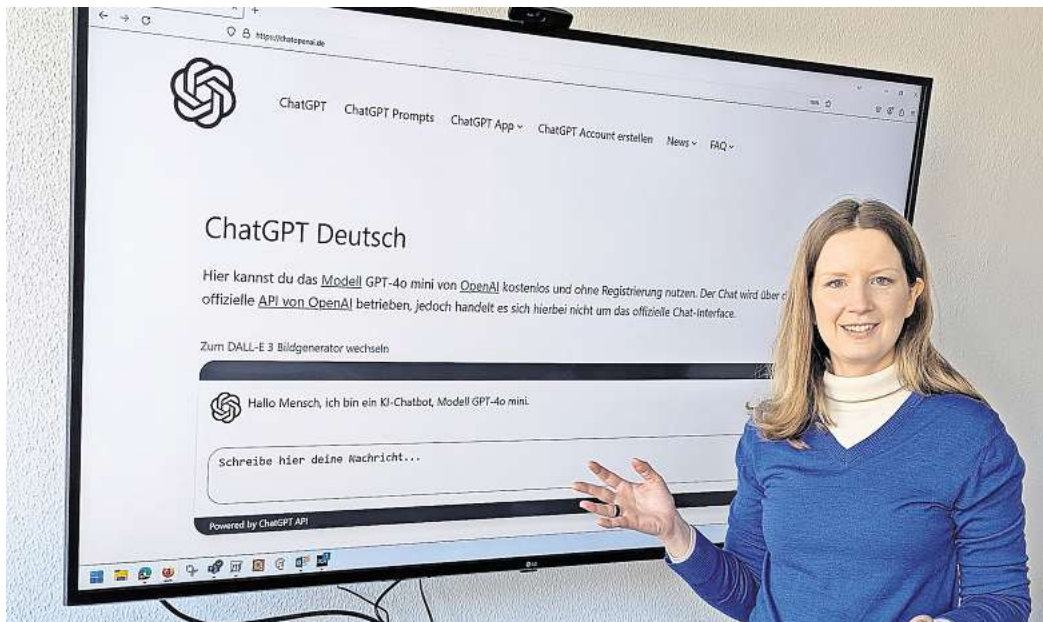 https://chatopenai.de
ChatGPT ChatGPT Prompts ChatGPT App ChatGPT Account erstellen News FAQ
ChatGPT Deutsch
Hier kannst du das Modell GPT-4o mini von OpenAI kostenlos und ohne Registrierung nutzen. Der Chat wird über
offizielle API von OpenAI betrieben, jedoch handelt es sich hierbei nicht um das offizielle Chat-Interface.
Zum DALL-E 3 Bildgenerator wechseln
Hallo Mensch, ich bin ein KI-Chatbot, Modell GPT-4o mini.
Schreibe hier deine Nachricht...
Powered by ChatGPT API
LG